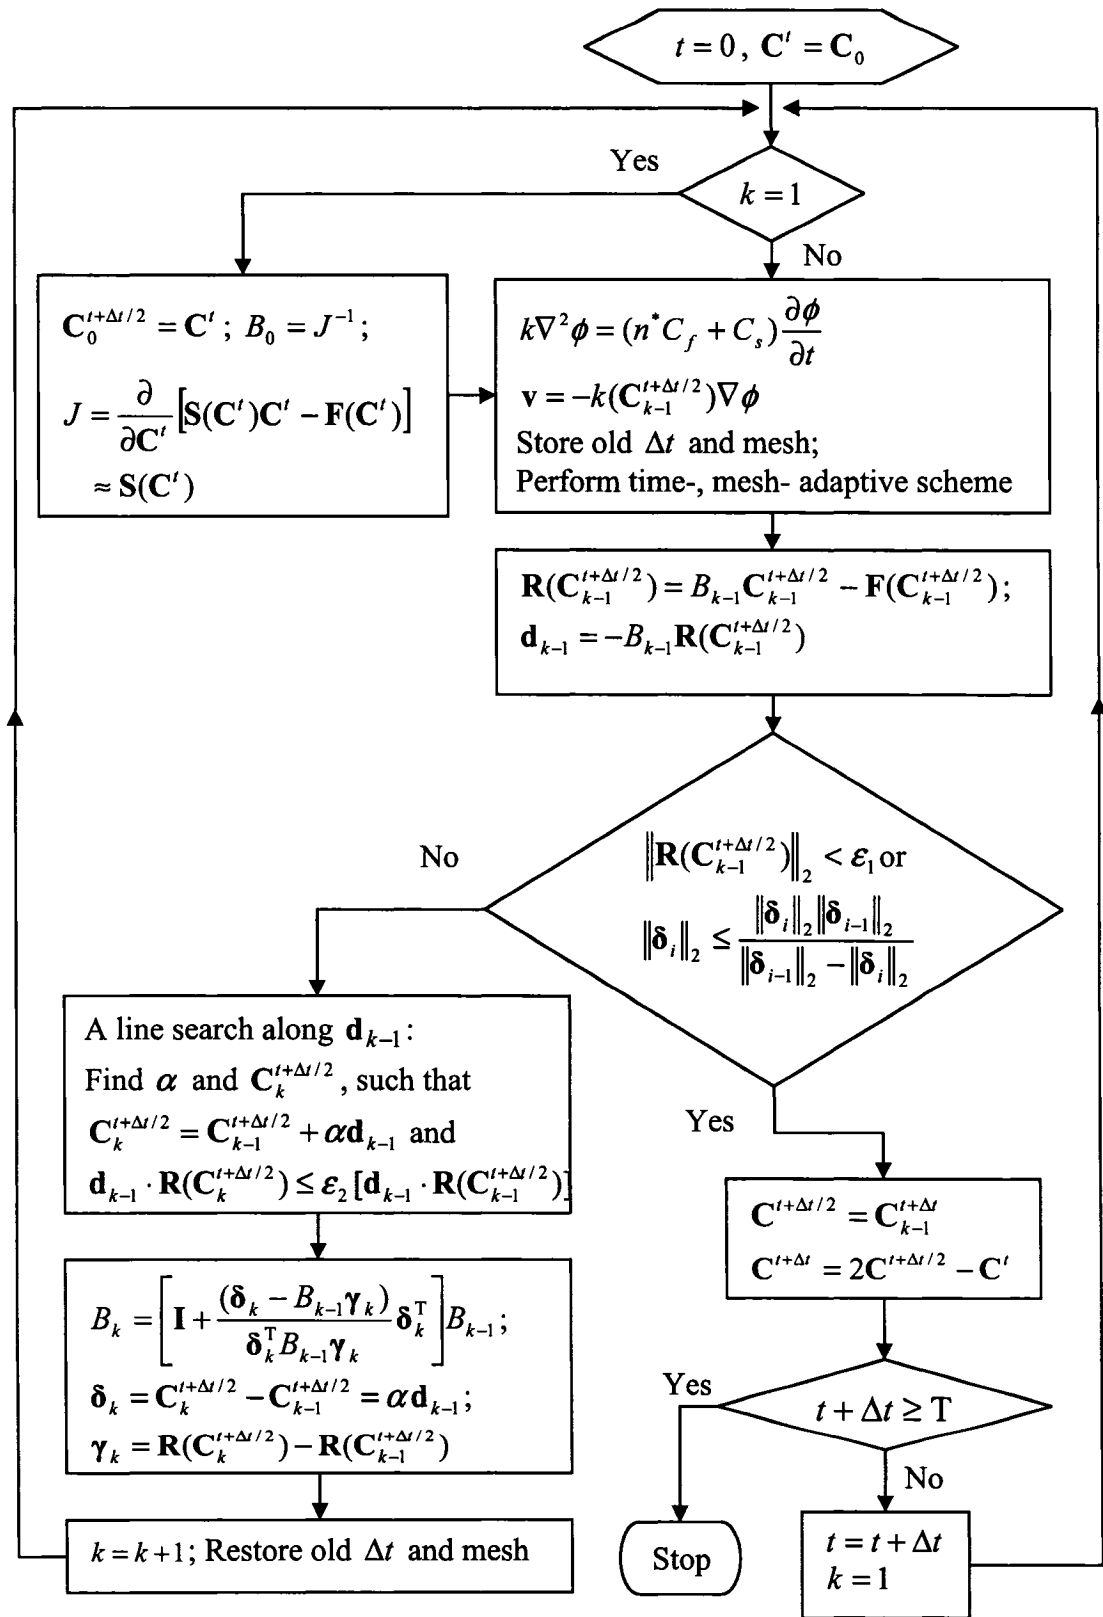 t = 0 , C^t = C_0
Yes
k = 1
No
C_0^{t+Δt/2} = C^t ; B_0 = J^{-1} ;
J = ∂/∂C^t [S(C^t)C^t − F(C^t)]
≈ S(C^t)
k∇²ϕ = (n^* C_f + C_s) ∂ϕ/∂t
v = −k(C_{k-1}^{t+Δt/2})∇ϕ
Store old Δt and mesh;
Perform time-, mesh- adaptive scheme
R(C_{k-1}^{t+Δt/2}) = B_{k-1}C_{k-1}^{t+Δt/2} − F(C_{k-1}^{t+Δt/2}) ;
d_{k-1} = −B_{k-1}R(C_{k-1}^{t+Δt/2})
No
‖R(C_{k-1}^{t+Δt/2})‖_2 < ε_1 or
‖δ_i‖_2 ≤ ‖δ_i‖_2 ‖δ_{i-1}‖_2 / (‖δ_{i-1}‖_2 − ‖δ_i‖_2)
A line search along d_{k-1} :
Find α and C_k^{t+Δt/2} , such that
C_k^{t+Δt/2} = C_{k-1}^{t+Δt/2} + αd_{k-1} and
d_{k-1} · R(C_k^{t+Δt/2}) ≤ ε_2 [d_{k-1} · R(C_{k-1}^{t+Δt/2})]
Yes
C^{t+Δt/2} = C_{k-1}^{t+Δt}
C^{t+Δt} = 2C^{t+Δt/2} − C^t
B_k = [I + (δ_k − B_{k-1}γ_k) / (δ_k^T B_{k-1}γ_k) δ_k^T] B_{k-1} ;
δ_k = C_k^{t+Δt/2} − C_{k-1}^{t+Δt/2} = αd_{k-1} ;
γ_k = R(C_k^{t+Δt/2}) − R(C_{k-1}^{t+Δt/2})
Yes
t + Δt ≥ T
No
k = k+1; Restore old Δt and mesh
Stop
t = t + Δt
k = 1